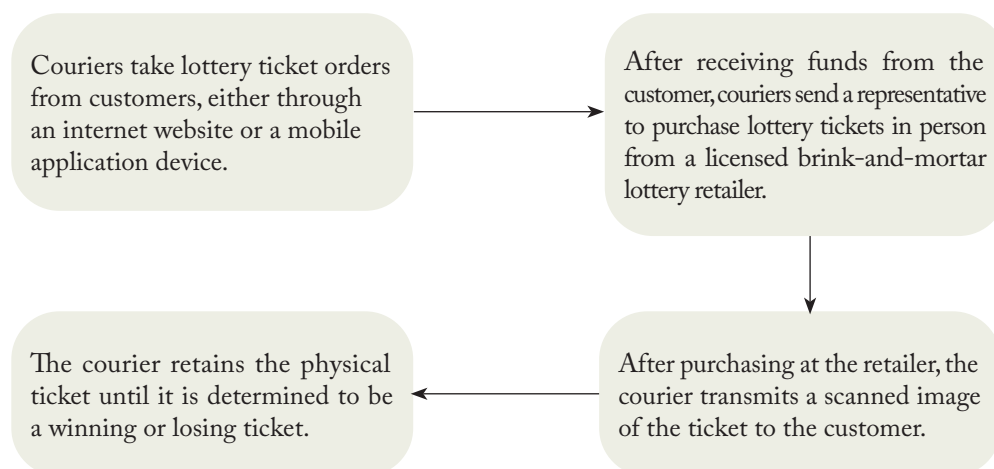 Couriers take lottery ticket orders
from customers, either through
an internet website or a mobile
application device.
After receiving funds from the
customer, couriers send a representative
to purchase lottery tickets in person
from a licensed brink-and-mortar
lottery retailer.
After purchasing at the retailer, the
courier transmits a scanned image
of the ticket to the customer.
The courier retains the physical
ticket until it is determined to be
a winning or losing ticket.